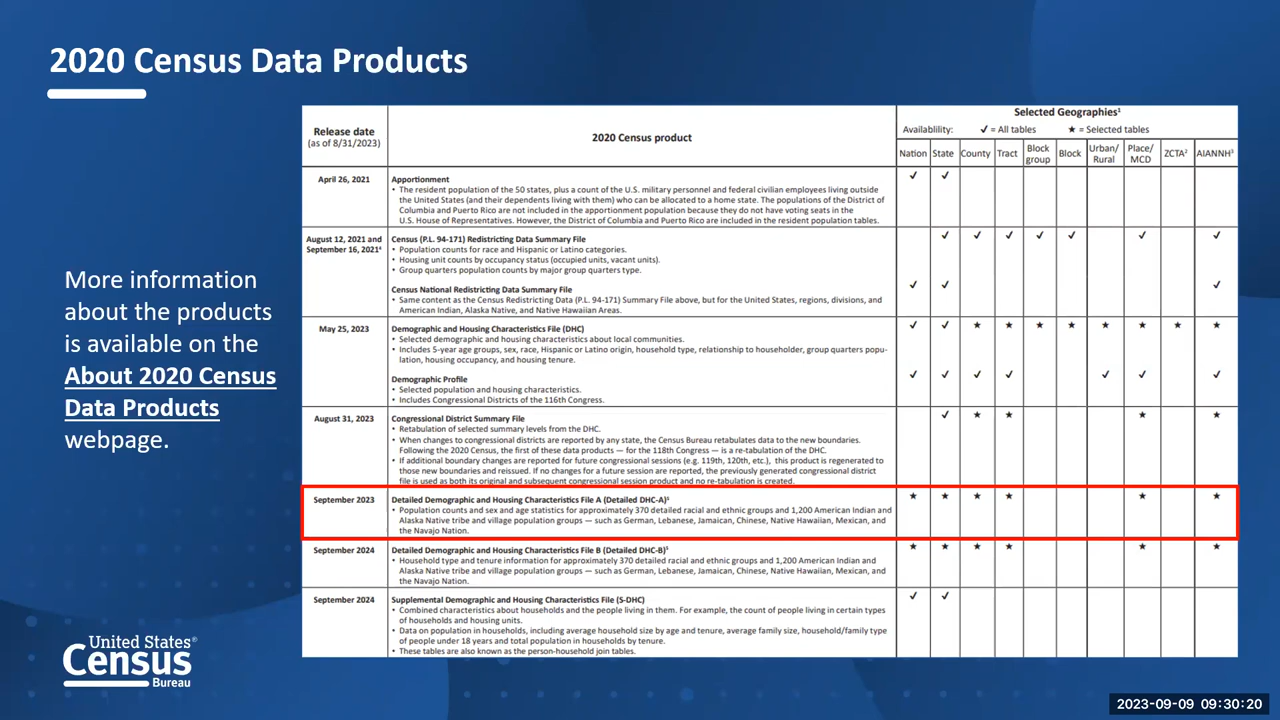 2020 Census Data Products
More information
about the products
is available on the
About 2020 Census
Data Products
webpage.
Release date
(as of 8/31/2023)
2020 Census product
Selected Geographies¹
Availablility: ✓ = All tables ★ = Selected tables
Nation State County Tract Block group Block Urban/Rural Place/MCD ZCTA² AIANNH³
April 26, 2021
Apportionment
✓ ✓
• The resident population of the 50 states, plus a count of the U.S. military personnel and federal civilian employees living outside
the United States (and their dependents living with them) who can be allocated to a home state. The populations of the District of
Columbia and Puerto Rico are not included in the apportionment population because they do not have voting seats in the
U.S. House of Representatives. However, the District of Columbia and Puerto Rico are included in the resident population tables.
August 12, 2021 and
September 16, 2021⁴
Census (P.L. 94-171) Redistricting Data Summary File
✓ ✓ ✓ ✓ ✓ ✓ ✓
• Population counts for race and Hispanic or Latino categories.
• Housing unit counts by occupancy status (occupied units, vacant units).
• Group quarters population counts by major group quarters type.
Census National Redistricting Data Summary File
✓ ✓ ✓
• Same content as the Census Redistricting Data (P.L. 94-171) Summary File above, but for the United States, regions, divisions, and
American Indian, Alaska Native, and Native Hawaiian Areas.
May 25, 2023
Demographic and Housing Characteristics File (DHC)
✓ ✓ ★ ★ ★ ★ ★ ★ ★ ★
• Selected demographic and housing characteristics about local communities.
• Includes 5-year age groups, sex, race, Hispanic or Latino origin, household type, relationship to householder, group quarters popu-
lation, housing occupancy, and housing tenure.
Demographic Profile
✓ ✓ ✓ ✓ ✓ ✓ ✓
• Selected population and housing characteristics.
• Includes Congressional Districts of the 116th Congress.
August 31, 2023
Congressional District Summary File
✓ ★ ★ ★ ★
• Retabulation of selected summary levels from the DHC.
• When changes to congressional districts are reported by any state, the Census Bureau retabulates data to the new boundaries.
Following the 2020 Census, the first of these data products — for the 118th Congress — is a re-tabulation of the DHC.
• If additional boundary changes are reported for future congressional sessions (e.g. 119th, 120th, etc.), this product is regenerated to
those new boundaries and reissued. If no changes for a future session are reported, the previously generated congressional district
file is used as both its original and subsequent congressional session product and no re-tabulation is created.
September 2023
Detailed Demographic and Housing Characteristics File A (Detailed DHC-A)⁵
★ ★ ★ ★ ★ ★
• Population counts and sex and age statistics for approximately 370 detailed racial and ethnic groups and 1,200 American Indian and
Alaska Native tribe and village population groups — such as German, Lebanese, Jamaican, Chinese, Native Hawaiian, Mexican, and
the Navajo Nation.
September 2024
Detailed Demographic and Housing Characteristics File B (Detailed DHC-B)⁵
★ ★ ★ ★ ★ ★
• Household type and tenure information for approximately 370 detailed racial and ethnic groups and 1,200 American Indian and
Alaska Native tribe and village population groups — such as German, Lebanese, Jamaican, Chinese, Native Hawaiian, Mexican, and
the Navajo Nation.
September 2024
Supplemental Demographic and Housing Characteristics File (S-DHC)
✓ ✓
• Combined characteristics about households and the people living in them. For example, the count of people living in certain types
of households and housing units.
• Data on population in households, including average household size by age and tenure, average family size, household/family type
of people under 18 years and total population in households by tenure.
• These tables are also known as the person-household join tables.
United States®
Census
Bureau
2023-09-09 09:30:20